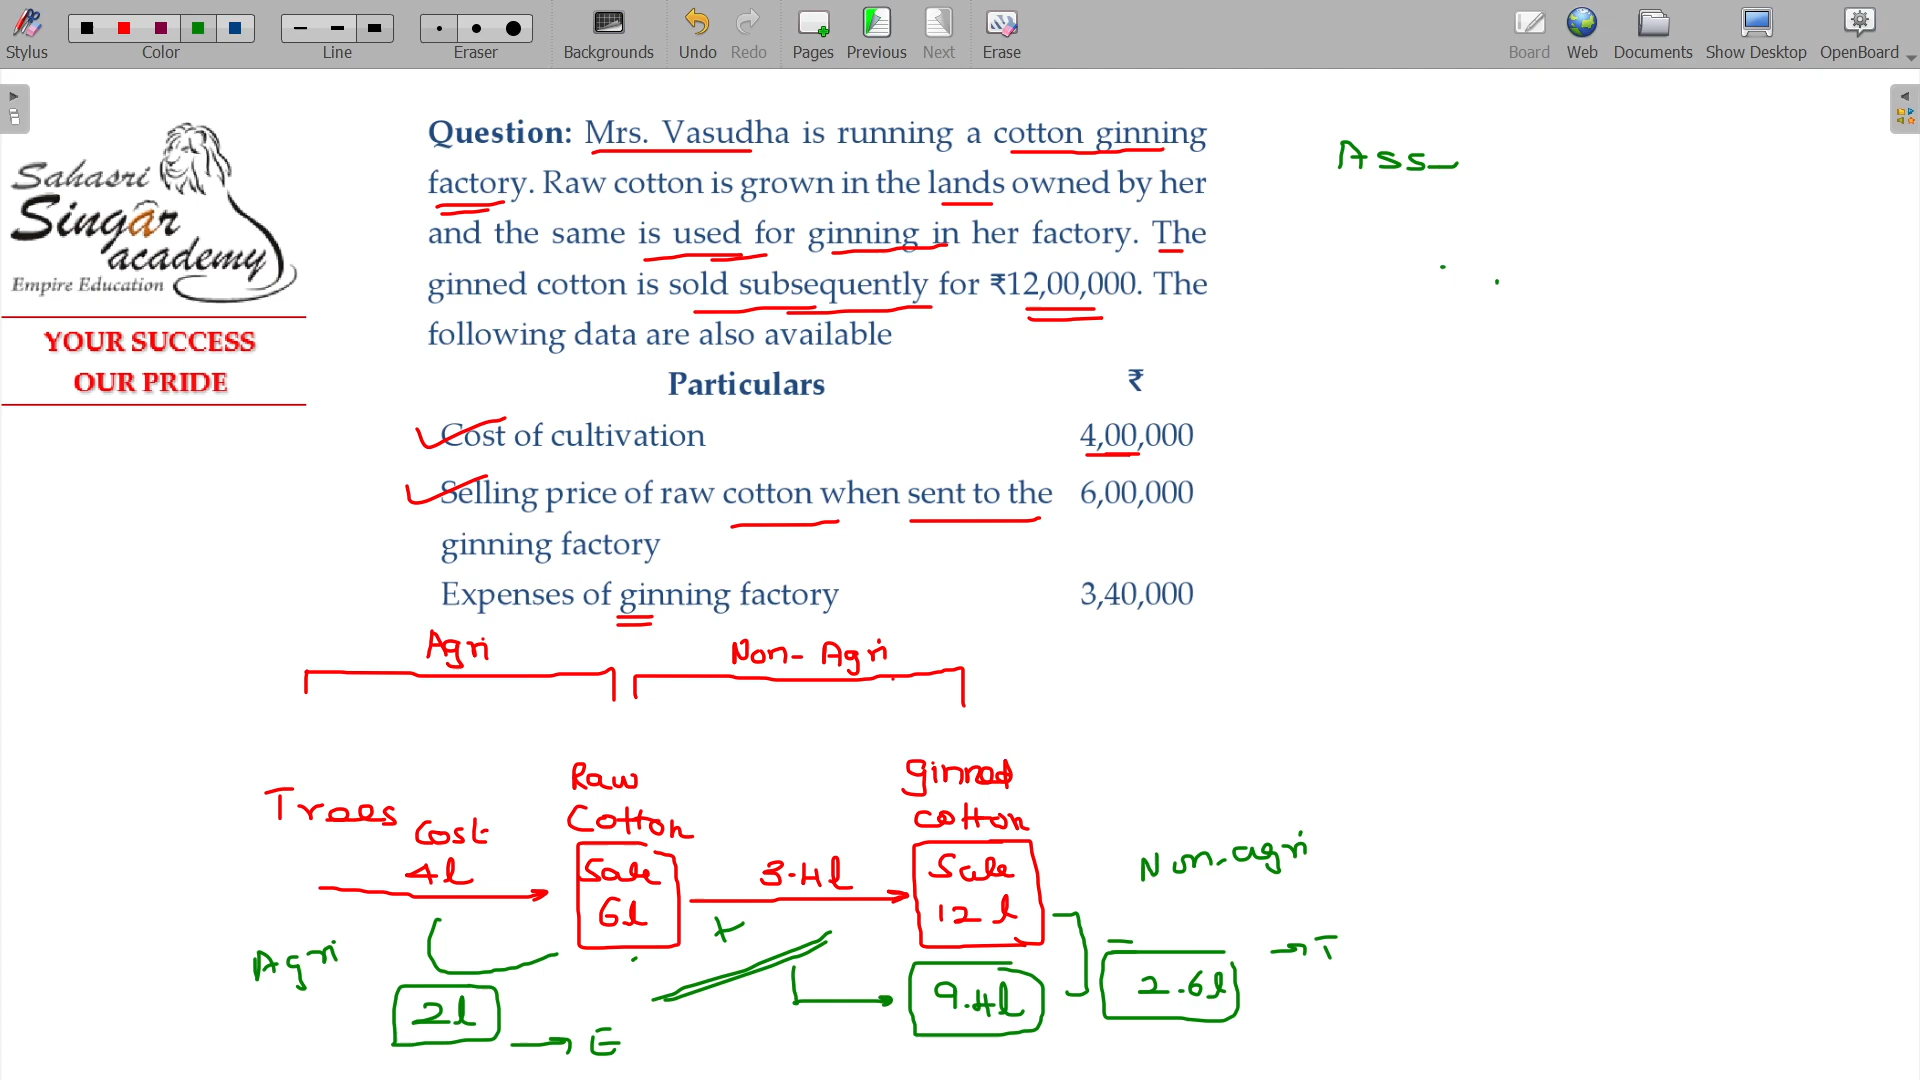 Stylus
Color
Line
Eraser
Backgrounds
Undo
Redo
Pages
Previous
Next
Erase
Board
Web
Documents
Show Desktop
OpenBoard
Sahasri
Singar
academy
Empire Education
YOUR SUCCESS
OUR PRIDE
Question: Mrs. Vasudha is running a cotton ginning
factory. Raw cotton is grown in the lands owned by her
and the same is used for ginning in her factory. The
ginned cotton is sold subsequently for ₹12,00,000. The
following data are also available
Particulars ₹
Cost of cultivation 4,00,000
Selling price of raw cotton when sent to the 6,00,000
ginning factory
Expenses of ginning factory 3,40,000
Ass
Agri
Non-Agri
Trees
Cost
4l
Raw
Cotton
Sale
6l
3.4l
+
ginned
cotton
Sale
12 l
Non-agri
Agri
2l
→ E
9.4l
2.6l
→ T